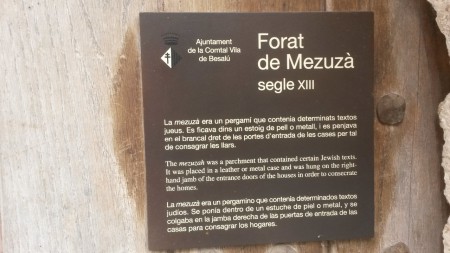 Ajuntament
de la Comtal Vila
de Besalú
Forat
de Mezuzà
segle XIII
La mezuzà era un pergamí que contenia determinats textos
jueus. Es ficava dins un estoig de pell o metall, i es penjava
en el brancal dret de les portes d'entrada de les cases per tal
de consagrar les llars.
The mezuzah was a parchment that contained certain Jewish texts.
It was placed in a leather or metal case and was hung on the right-
hand jamb of the entrance doors of the houses in order to consecrate
the homes.
La mezuzá era un pergamino que contenía determinados textos
judíos. Se ponía dentro de un estuche de piel o metal, y se
colgaba en la jamba derecha de las puertas de entrada de las
casas para consagrar los hogares.